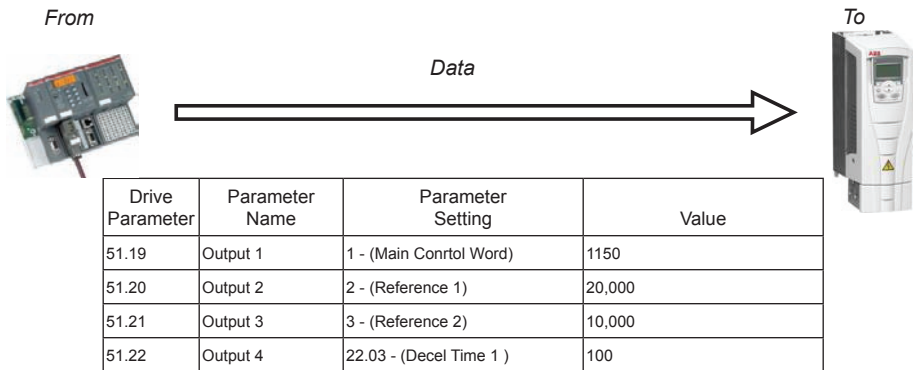 From
To
Data
ABB
Drive Parameter
Parameter Name
Parameter Setting
Value
51.19
Output 1
1 - (Main Conrtol Word)
1150
51.20
Output 2
2 - (Reference 1)
20,000
51.21
Output 3
3 - (Reference 2)
10,000
51.22
Output 4
22.03 - (Decel Time 1 )
100